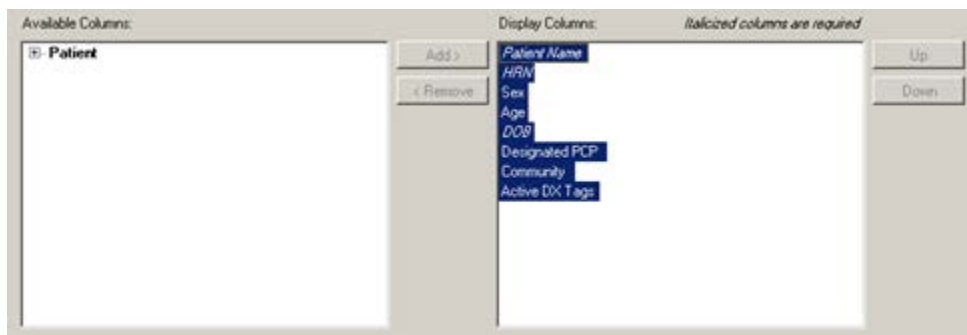 Available Columns:
Display Columns:
Italicized columns are required
Patient
Add >
< Remove
Patient Name
HRN
Sex
Age
DOB
Designated PCP
Community
Active DX Tags
Up
Down